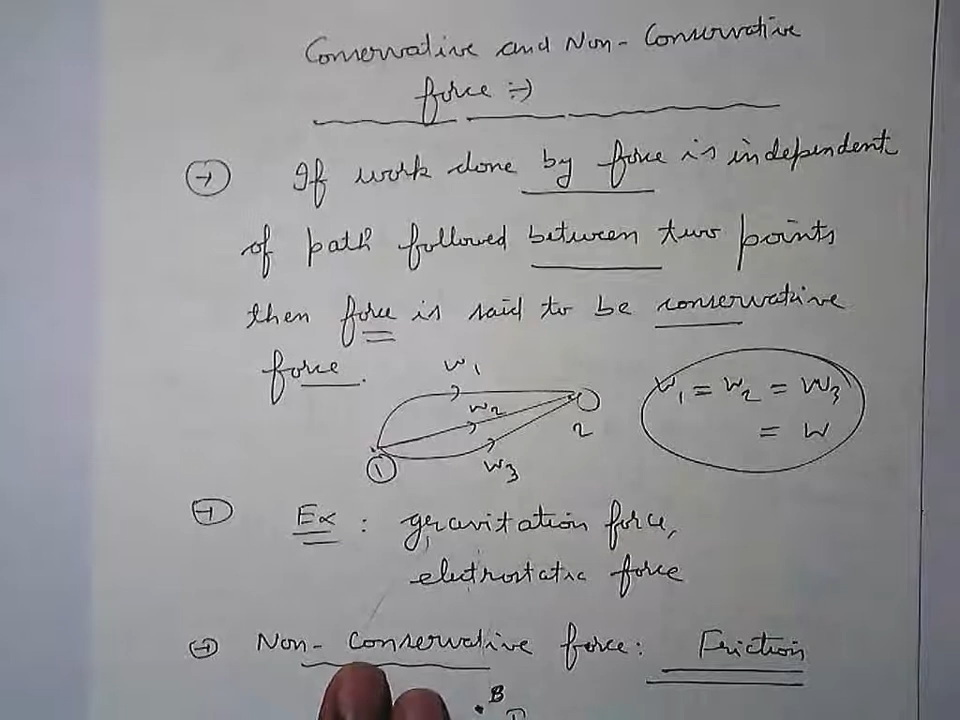 Conservative and Non-Conservative
force :⇒
→ If work done by force is independent
of path followed between two points
then force is said to be conservative
force.
W1
W2
W3
1
2
W1 = W2 = W3
= W
→ Ex : gravitation force,
electrostatic force
→ Non-Conservative force: Friction
B